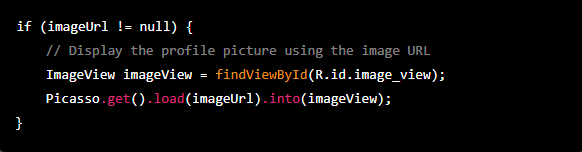 if (imageUrl != null) {
    // Display the profile picture using the image URL
    ImageView imageView = findViewById(R.id.image_view);
    Picasso.get().load(imageUrl).into(imageView);
}